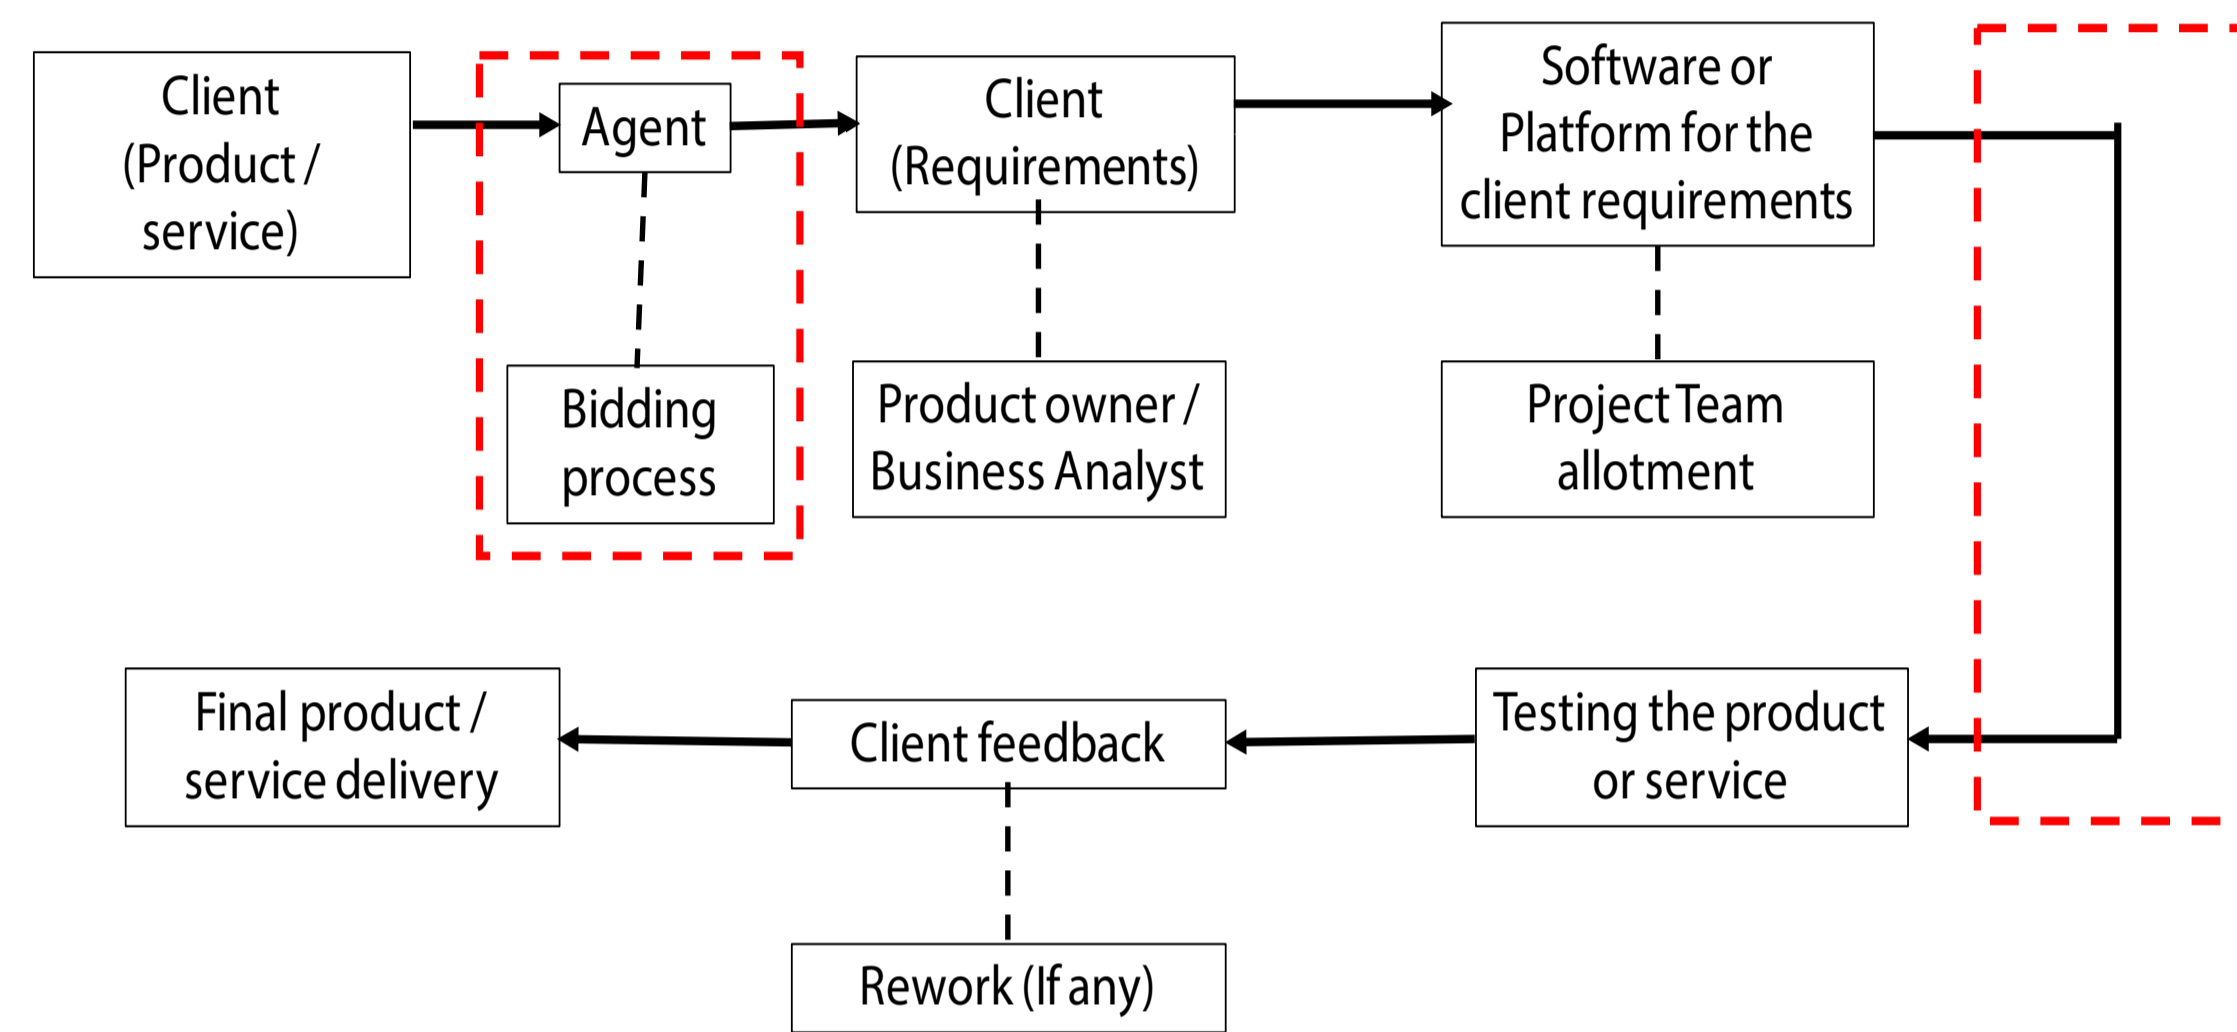 Client
(Product /
service)
Agent
Bidding
process
Client
(Requirements)
Product owner /
Business Analyst
Software or
Platform for the
client requirements
Project Team
allotment
Testing the product
or service
Client feedback
Rework (If any)
Final product /
service delivery